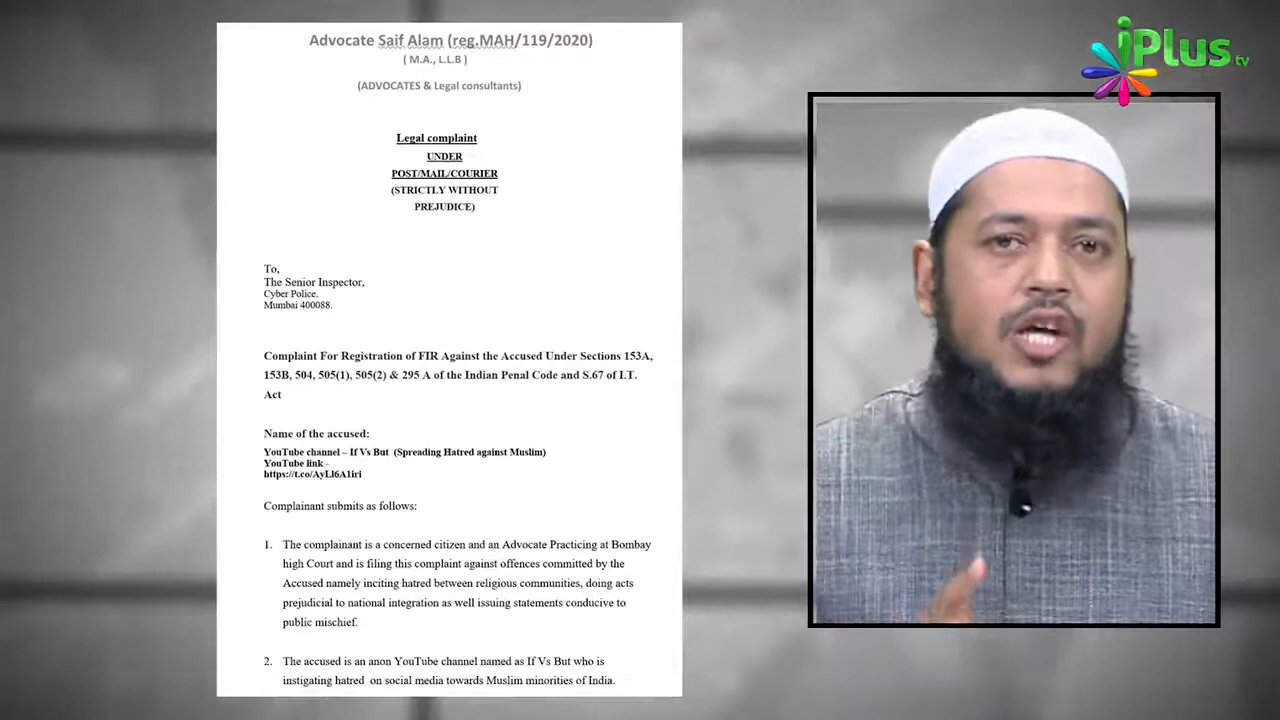 Advocate Saif Alam (reg.MAH/119/2020)
( M.A., L.L.B )
(ADVOCATES & Legal consultants)
Legal complaint
UNDER
POST/MAIL/COURIER
(STRICTLY WITHOUT
PREJUDICE)
To,
The Senior Inspector,
Cyber Police.
Mumbai 400088.
Complaint For Registration of FIR Against the Accused Under Sections 153A,
153B, 504, 505(1), 505(2) & 295 A of the Indian Penal Code and S.67 of I.T.
Act
Name of the accused:
YouTube channel – If Vs But (Spreading Hatred against Muslim)
YouTube link -
https://t.co/AyLl6A1iri
Complainant submits as follows:
1. The complainant is a concerned citizen and an Advocate Practicing at Bombay
high Court and is filing this complaint against offences committed by the
Accused namely inciting hatred between religious communities, doing acts
prejudicial to national integration as well issuing statements conducive to
public mischief.
2. The accused is an anon YouTube channel named as If Vs But who is
instigating hatred on social media towards Muslim minorities of India.
iPlus tv